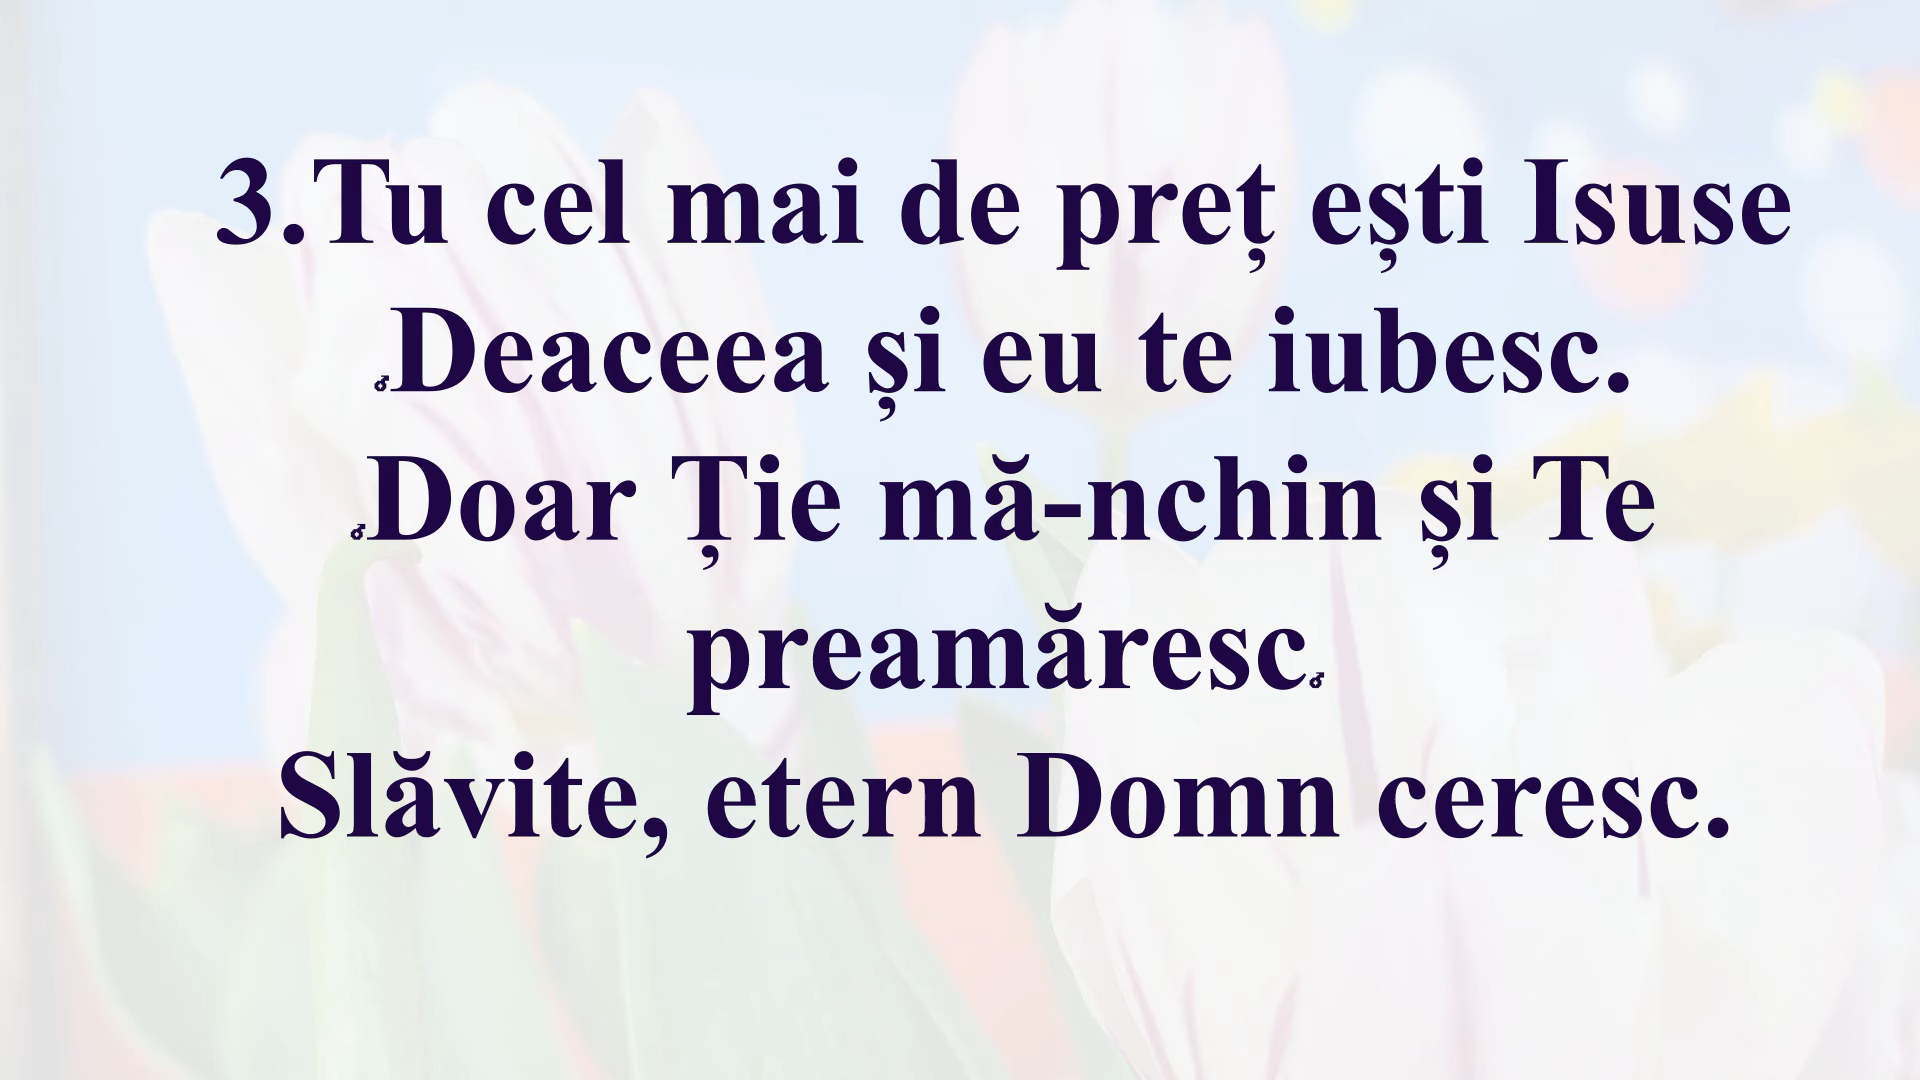 3.Tu cel mai de preț ești Isuse
♂Deaceea și eu te iubesc.
♂Doar Ție mă-nchin și Te
preamăresc♂
Slăvite, etern Domn ceresc.